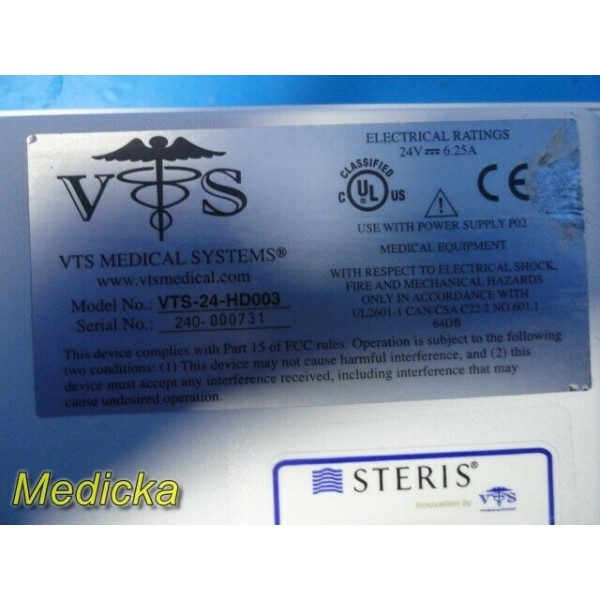 VTS
VTS MEDICAL SYSTEMS®
www.vtsmedical.com
Model No.: VTS-24-HD003
Serial No.: 240-000731
ELECTRICAL RATINGS
24V ⎓ 6.25A
CLASSIFIED
C UL US
CE
USE WITH POWER SUPPLY P02
MEDICAL EQUIPMENT
WITH RESPECT TO ELECTRICAL SHOCK,
FIRE AND MECHANICAL HAZARDS
ONLY IN ACCORDANCE WITH
UL2601-1 CAN/CSA C22.2 NO.601.1
64DB
This device complies with Part 15 of FCC rules. Operation is subject to the following
two conditions: (1) This device may not cause harmful interference, and (2) this
device must accept any interference received, including interference that may
cause undesired operation.
Medicka
STERIS®
Innovation by VTS